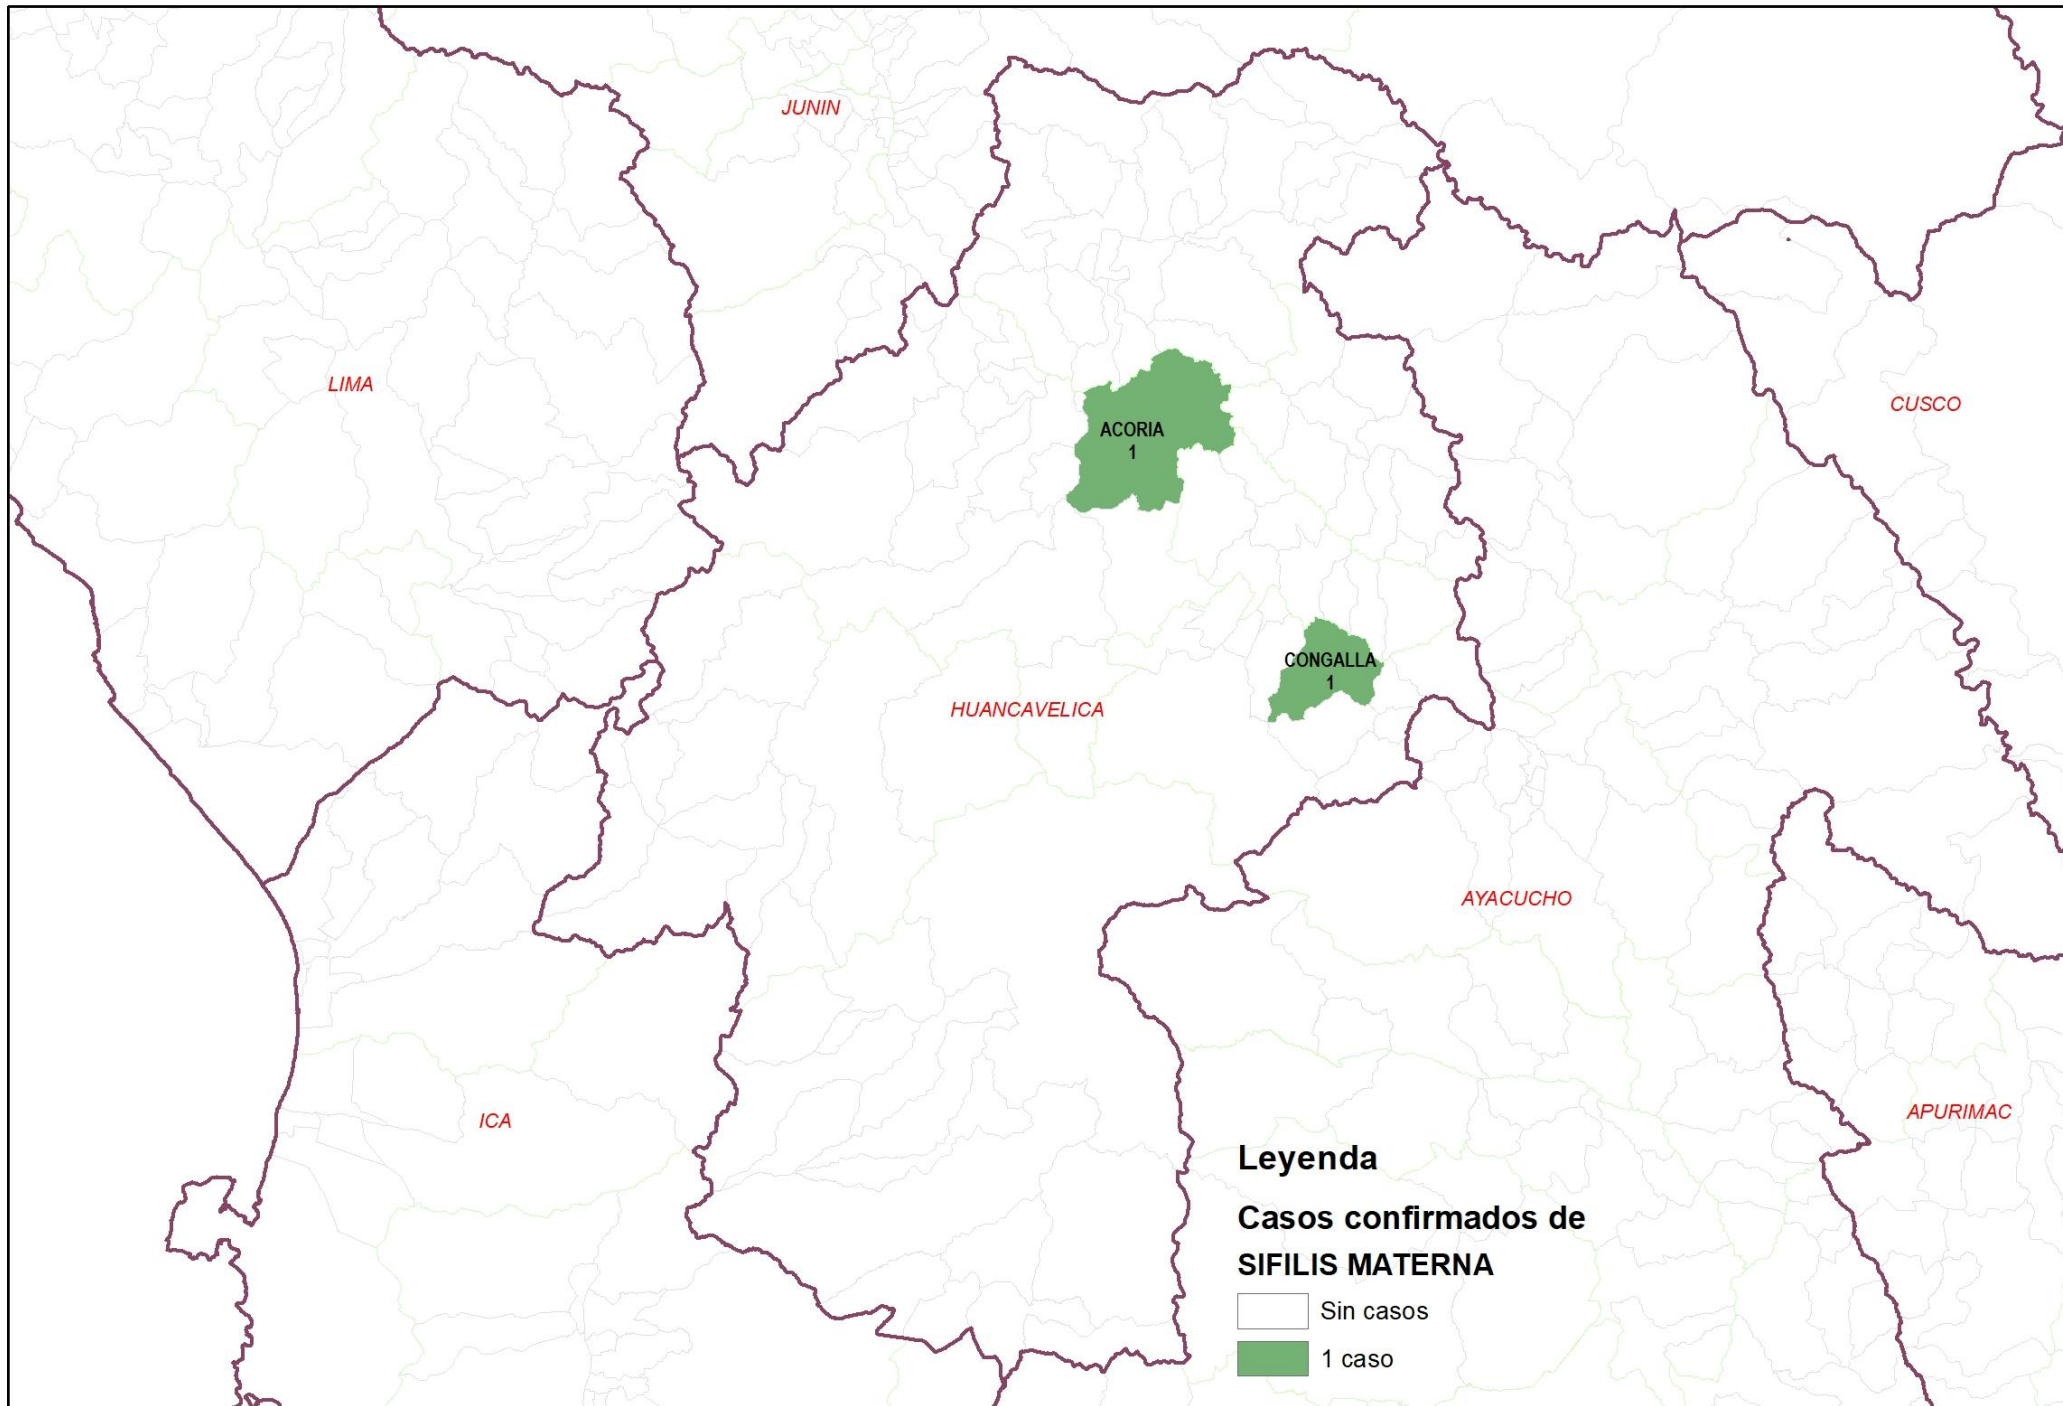 JUNIN
LIMA
CUSCO
ACORIA
1
CONGALLA
1
HUANCAVELICA
AYACUCHO
ICA
APURIMAC
Leyenda
Casos confirmados de
SIFILIS MATERNA
Sin casos
1 caso